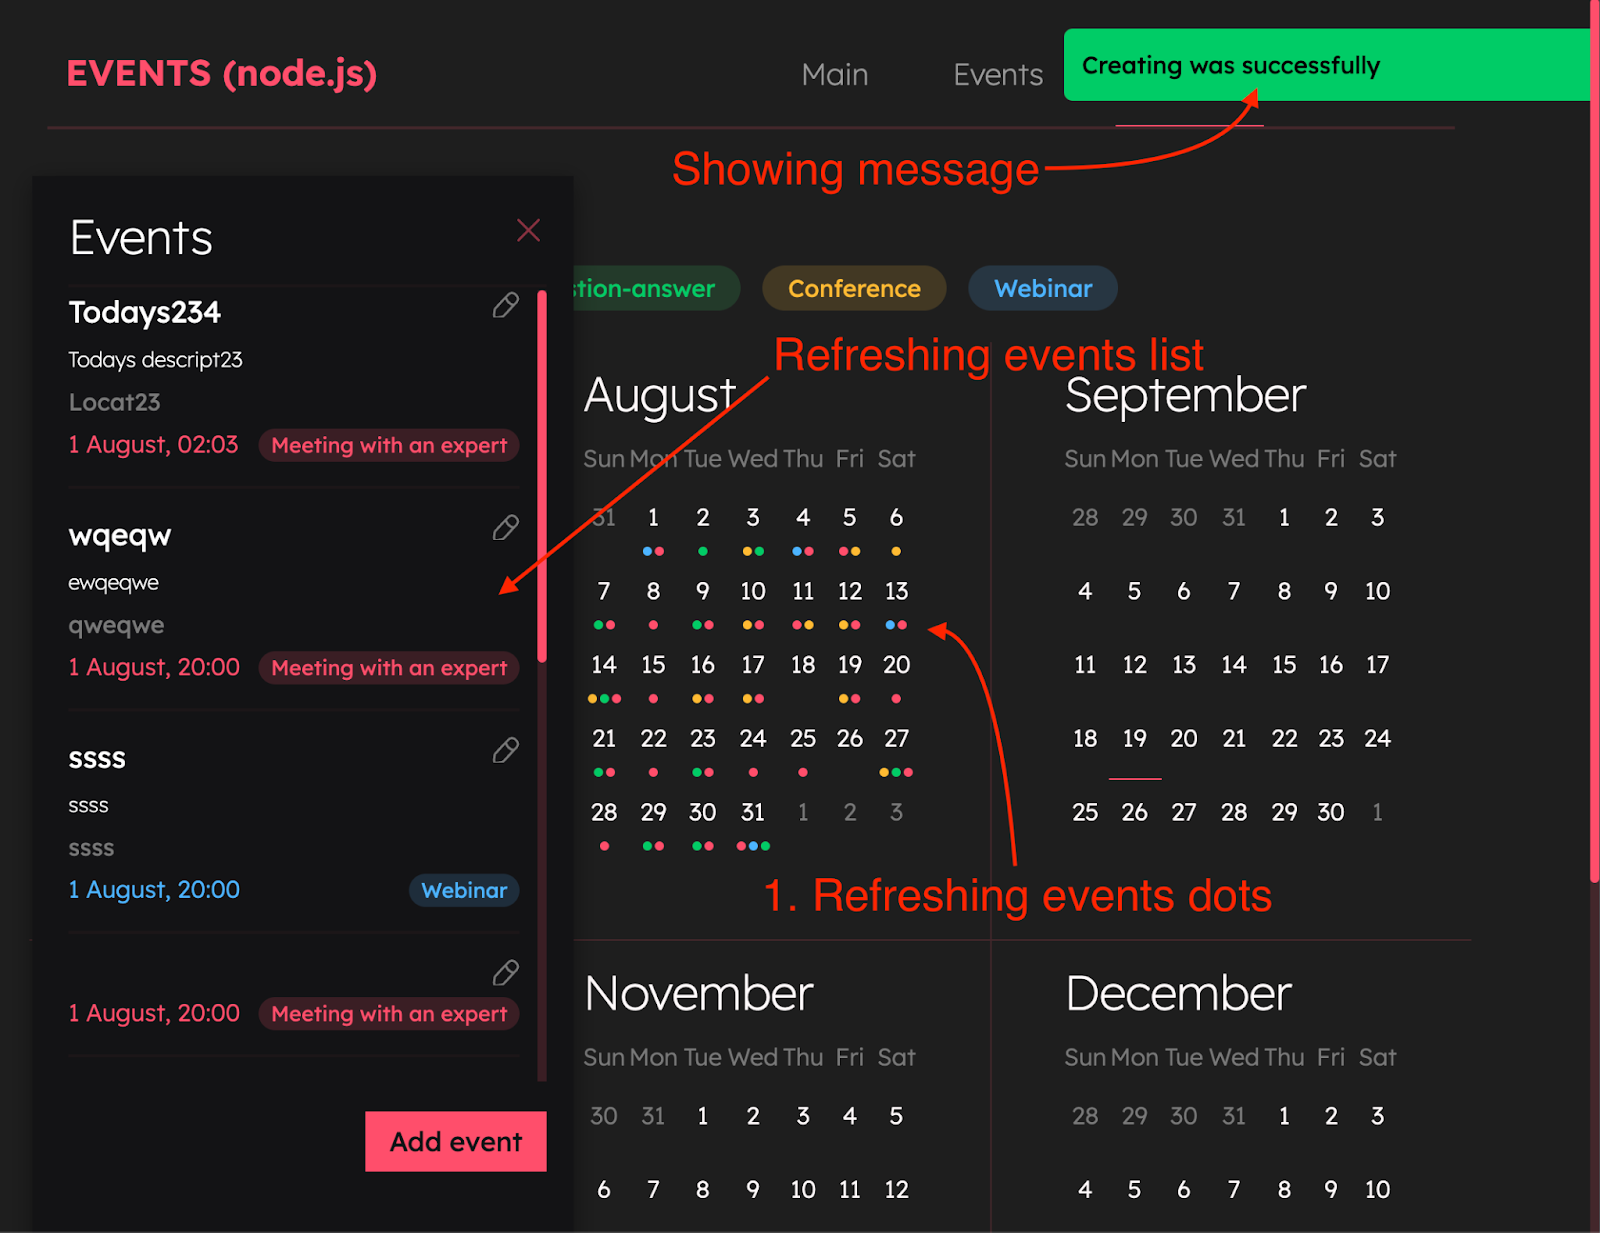 EVENTS (node.js)
Main
Events
Creating was successfully
Showing message
Events
Todays234
Todays descript23
Locat23
1 August, 02:03 Meeting with an expert
wqeqw
ewqeqwe
qweqwe
1 August, 20:00 Meeting with an expert
ssss
ssss
ssss
1 August, 20:00 Webinar
1 August, 20:00 Meeting with an expert
Add event
stion-answer
Conference
Webinar
Refreshing events list
August
Sun Mon Tue Wed Thu Fri Sat
31 1 2 3 4 5 6
7 8 9 10 11 12 13
14 15 16 17 18 19 20
21 22 23 24 25 26 27
28 29 30 31 1 2 3
September
Sun Mon Tue Wed Thu Fri Sat
28 29 30 31 1 2 3
4 5 6 7 8 9 10
11 12 13 14 15 16 17
18 19 20 21 22 23 24
25 26 27 28 29 30 1
1. Refreshing events dots
November
Sun Mon Tue Wed Thu Fri Sat
30 31 1 2 3 4 5
6 7 8 9 10 11 12
December
Sun Mon Tue Wed Thu Fri Sat
28 29 30 31 1 2 3
4 5 6 7 8 9 10